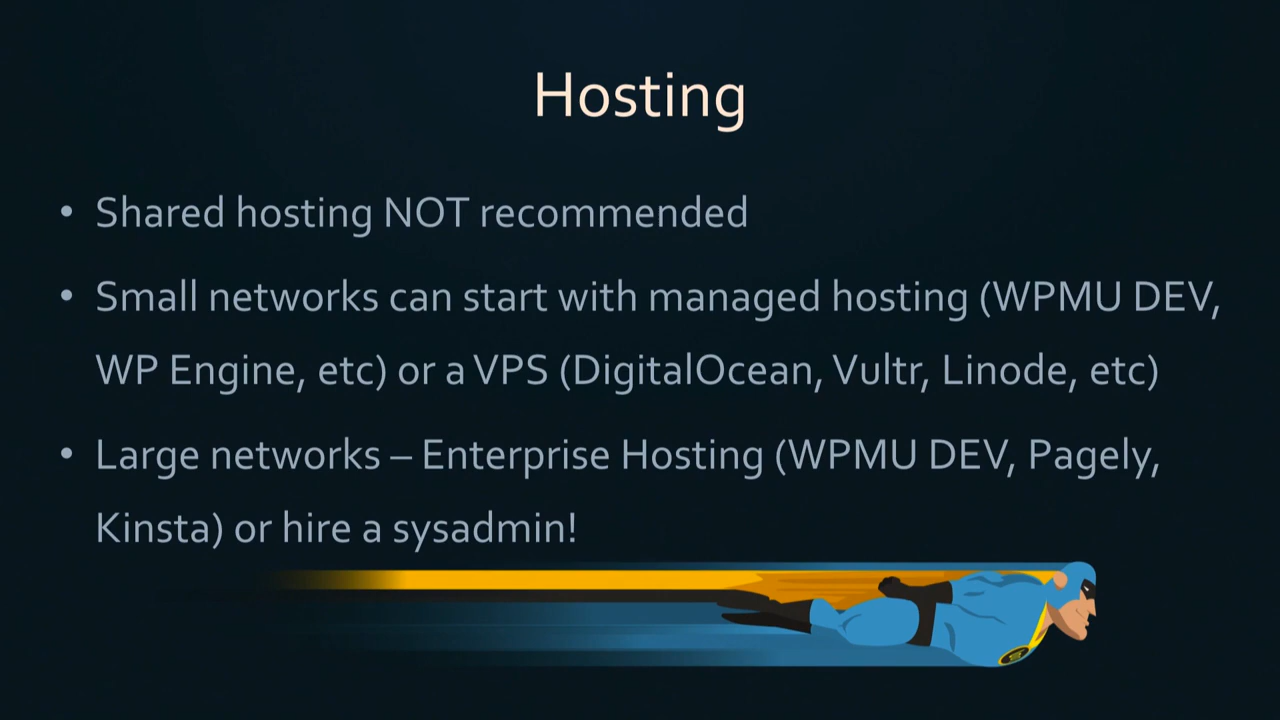 Hosting
• Shared hosting NOT recommended
• Small networks can start with managed hosting (WPMU DEV,
WP Engine, etc) or a VPS (DigitalOcean, Vultr, Linode, etc)
• Large networks – Enterprise Hosting (WPMU DEV, Pagely,
Kinsta) or hire a sysadmin!